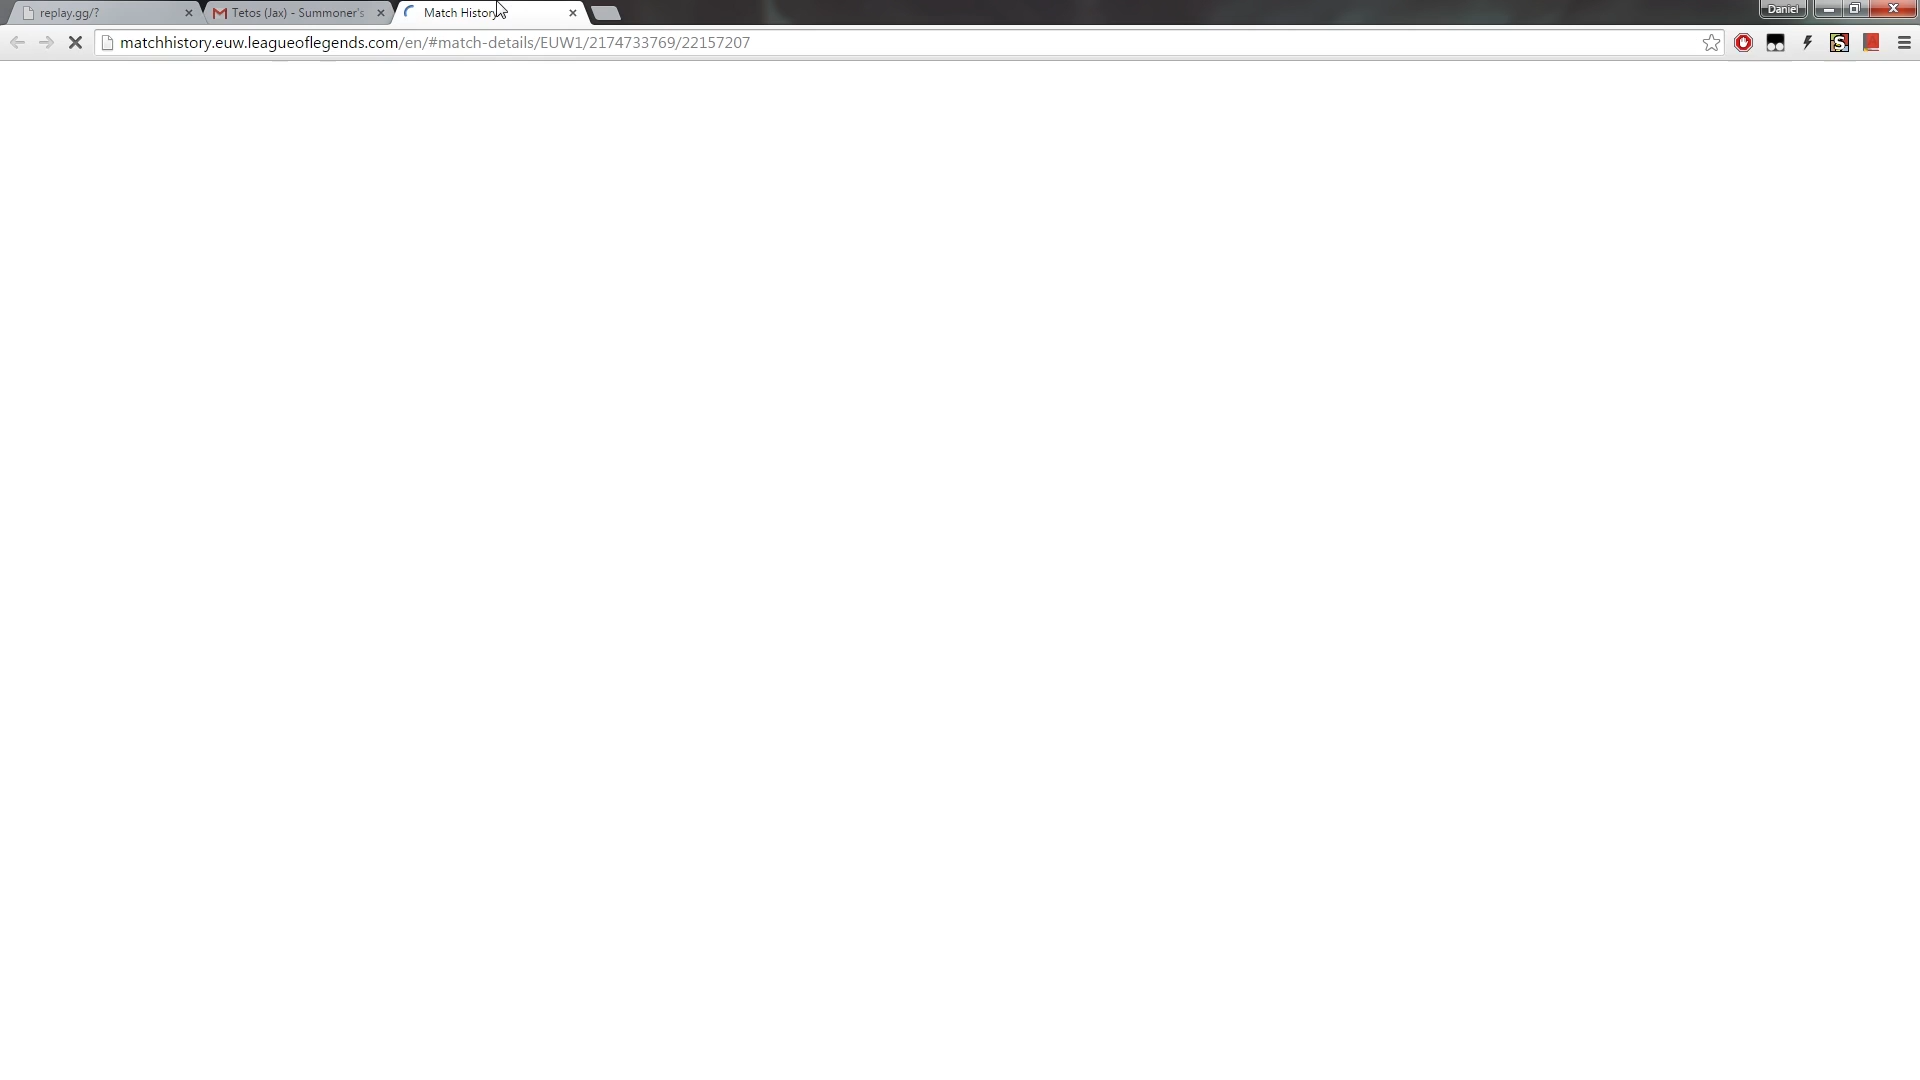 replay.gg/?
Tetos (Jax) - Summoner's
Match History
Daniel
matchhistory.euw.leagueoflegends.com/en/#match-details/EUW1/2174733769/22157207